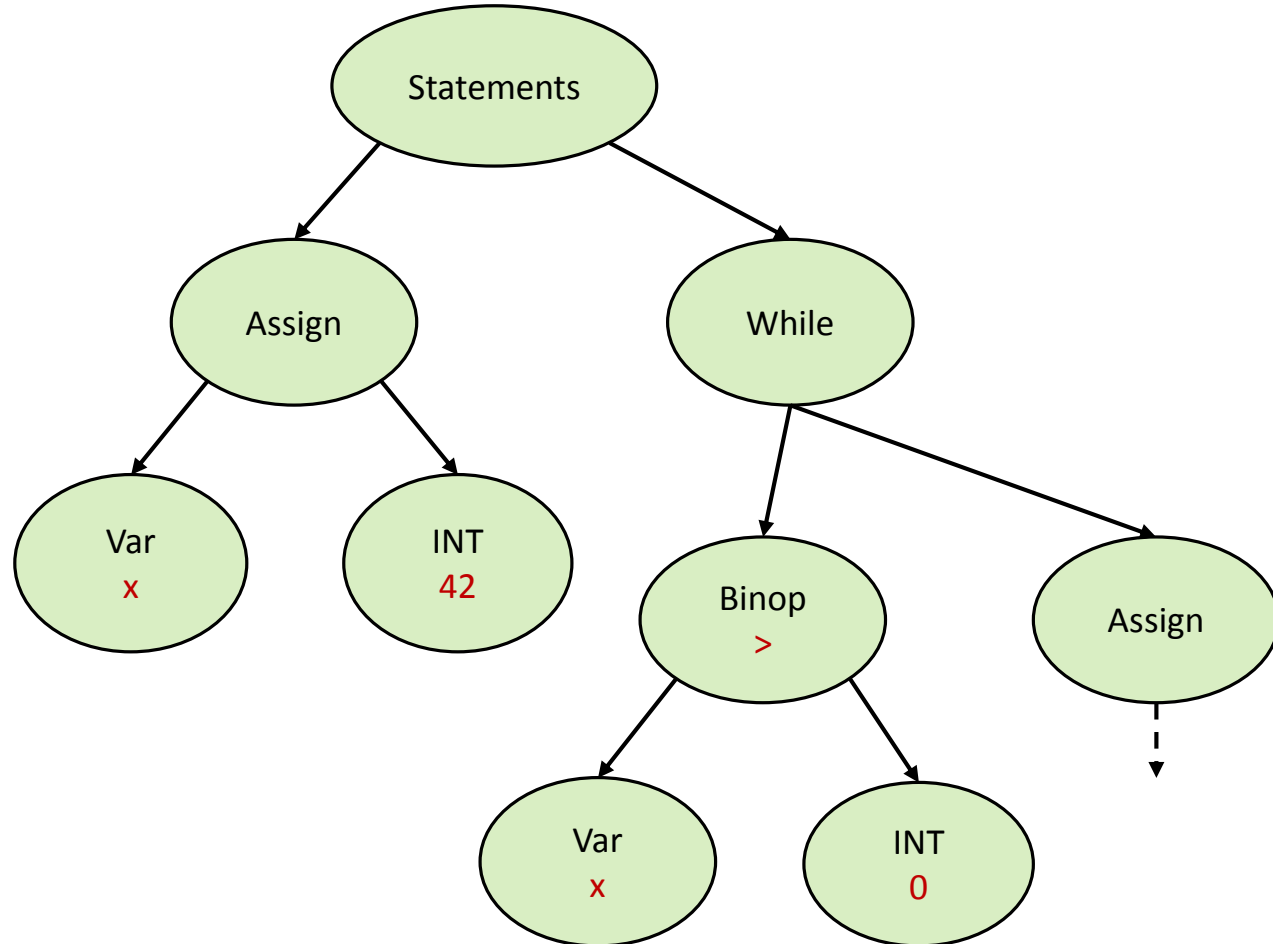 Statements
Assign
While
Var
x
INT
42
Binop
>
Assign
Var
x
INT
0